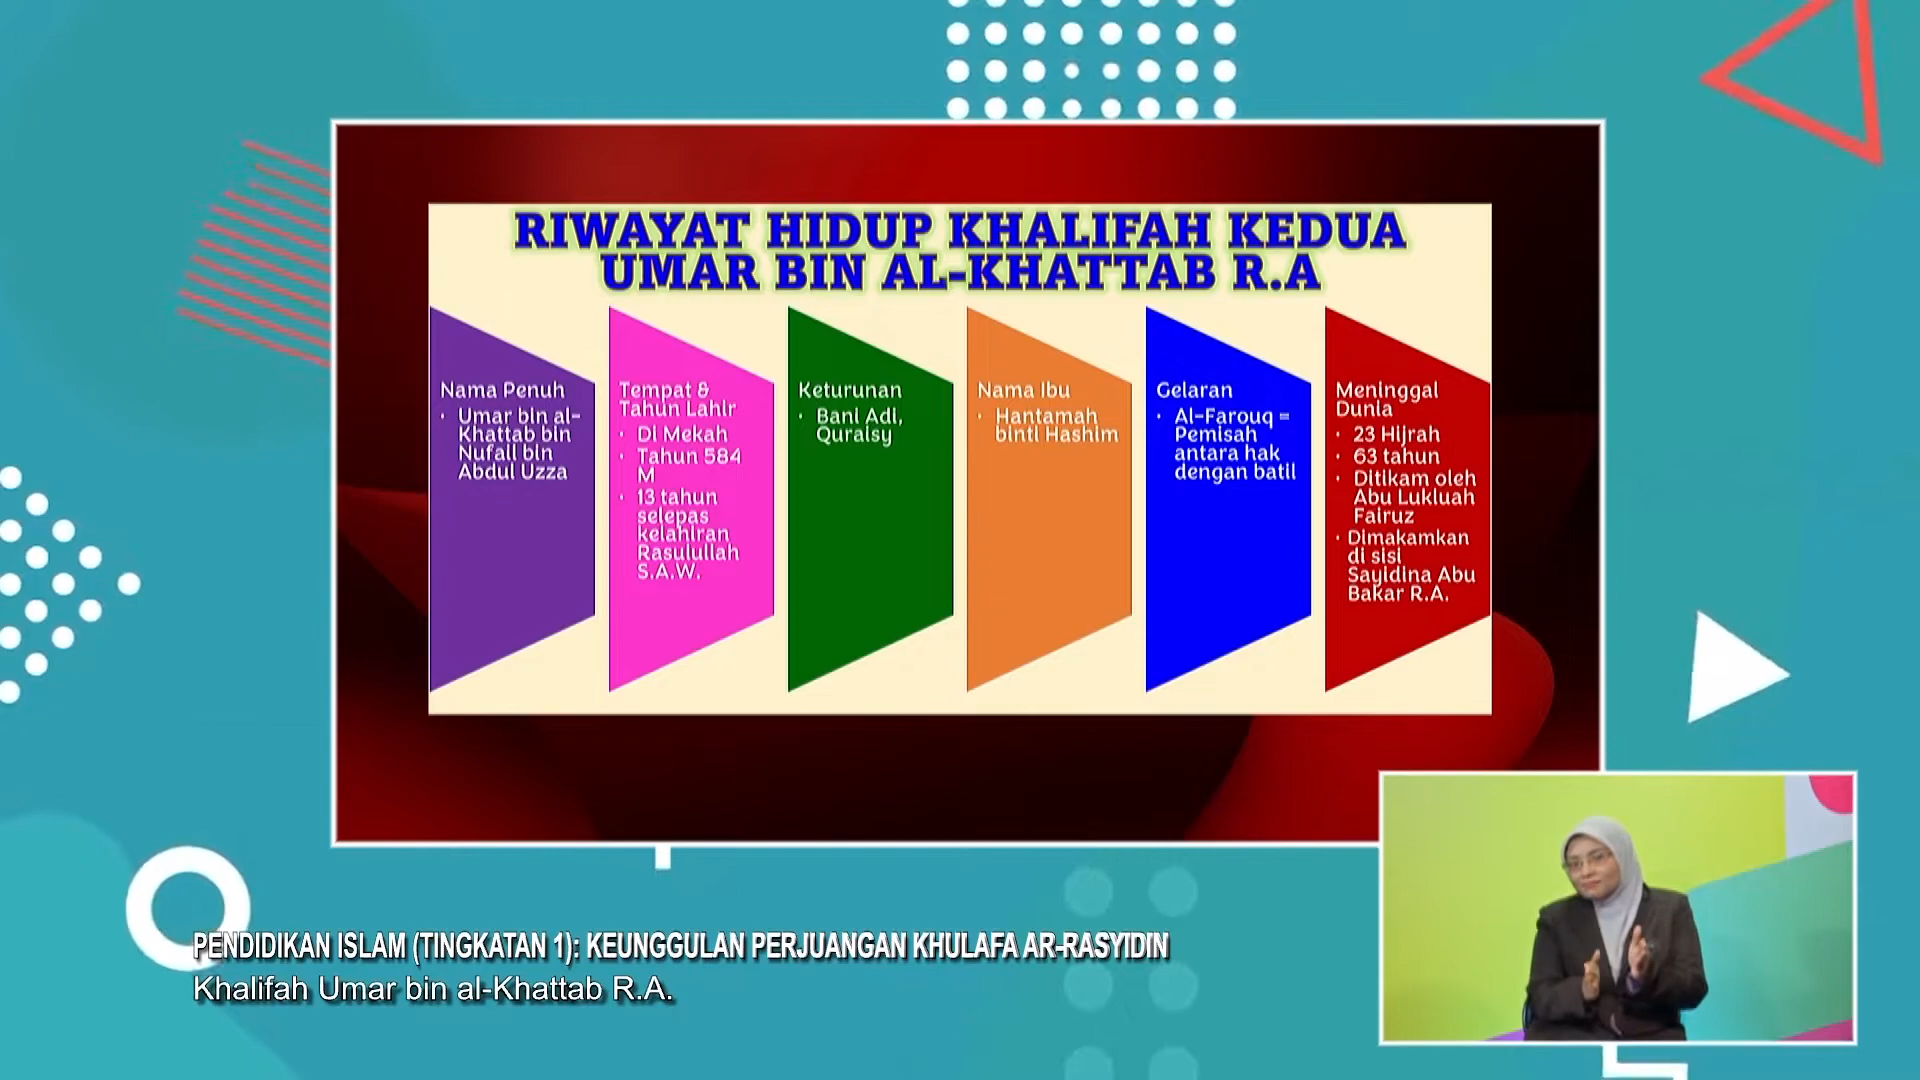 RIWAYAT HIDUP KHALIFAH KEDUA
UMAR BIN AL-KHATTAB R.A
Nama Penuh
• Umar bin al-
Khattab bin
Nufail bin
Abdul Uzza
Tempat &
Tahun Lahir
• Di Mekah
• Tahun 584
M
• 13 tahun
selepas
kelahiran
Rasulullah
S.A.W.
Keturunan
• Bani Adi,
Quraisy
Nama Ibu
• Hantamah
binti Hashim
Gelaran
• Al-Farouq =
Pemisah
antara hak
dengan batil
Meninggal
Dunia
• 23 Hijrah
• 63 tahun
• Ditikam oleh
Abu Lukluah
Fairuz
• Dimakamkan
di sisi
Sayidina Abu
Bakar R.A.
PENDIDIKAN ISLAM (TINGKATAN 1): KEUNGGULAN PERJUANGAN KHULAFA AR-RASYIDIN
Khalifah Umar bin al-Khattab R.A.